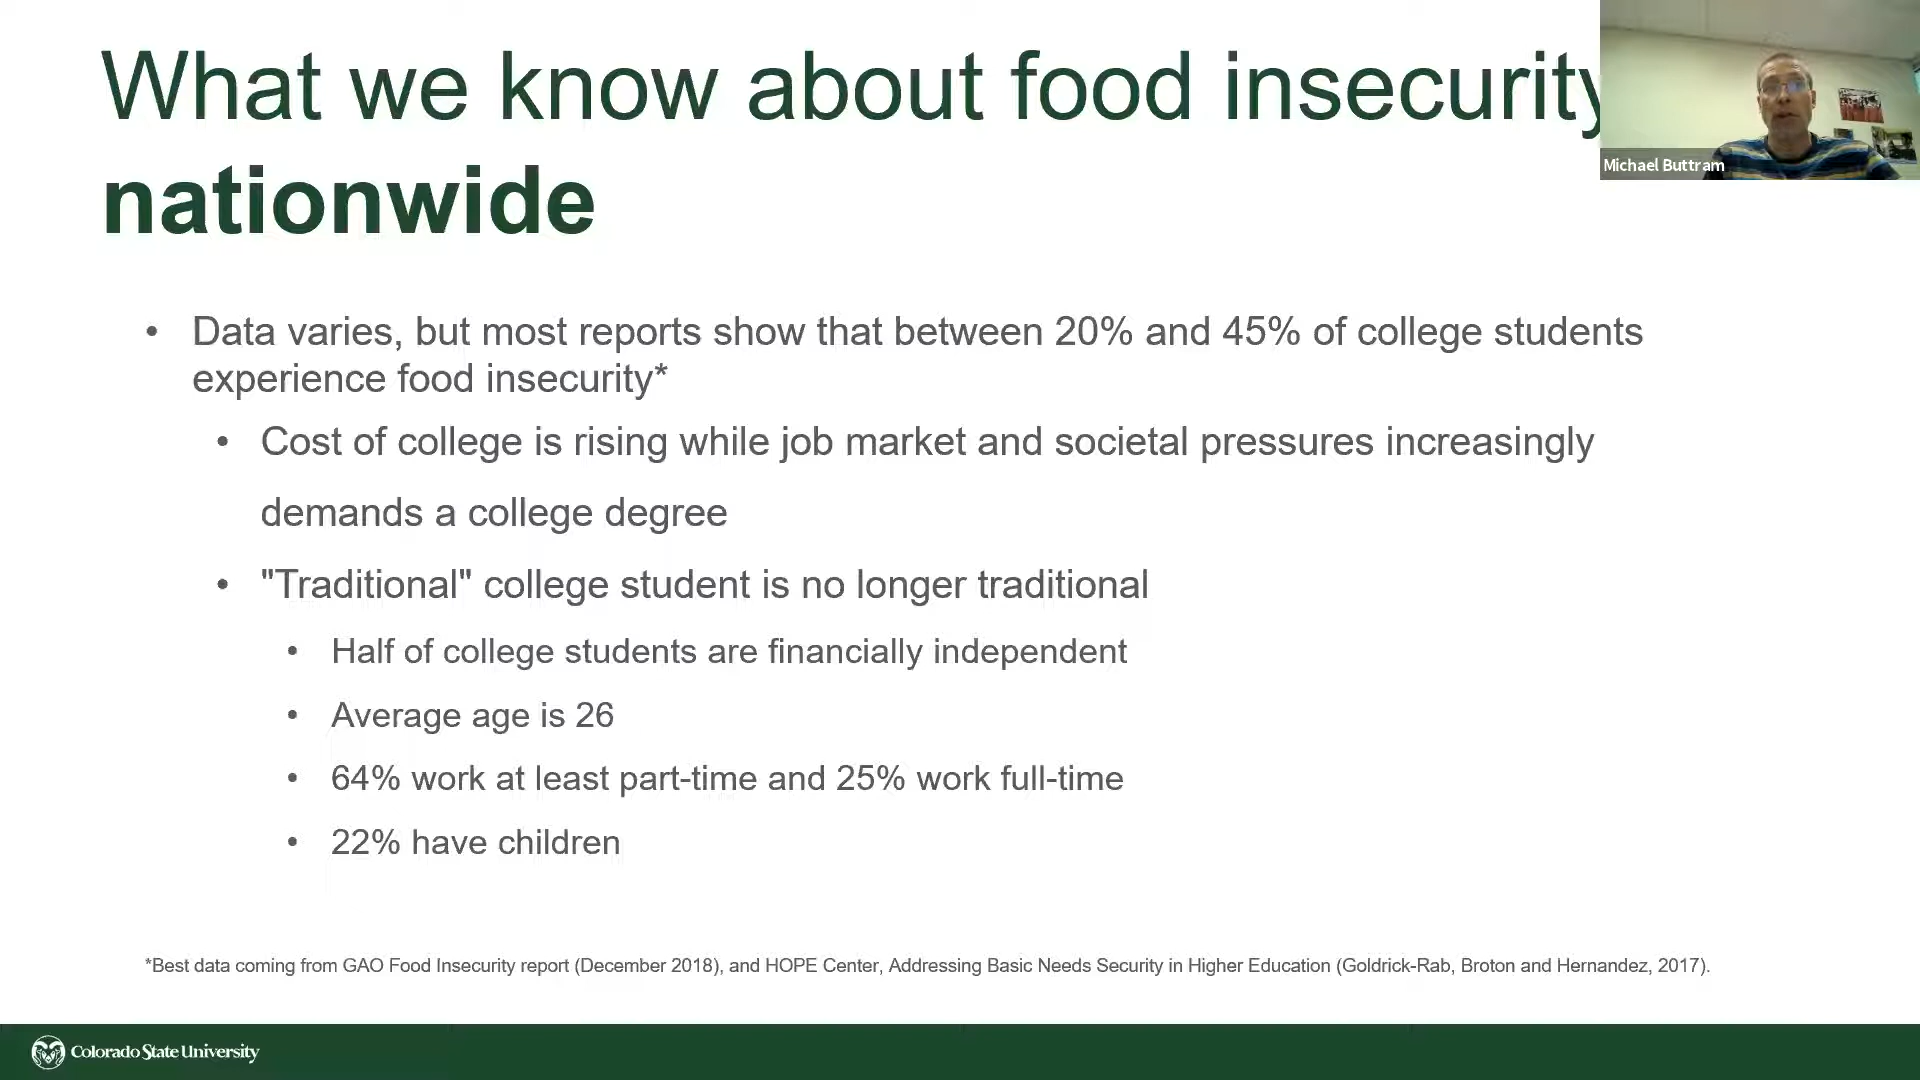 What we know about food insecurity
nationwide
Michael Buttram
• Data varies, but most reports show that between 20% and 45% of college students
experience food insecurity*
• Cost of college is rising while job market and societal pressures increasingly
demands a college degree
• "Traditional" college student is no longer traditional
• Half of college students are financially independent
• Average age is 26
• 64% work at least part-time and 25% work full-time
• 22% have children
*Best data coming from GAO Food Insecurity report (December 2018), and HOPE Center, Addressing Basic Needs Security in Higher Education (Goldrick-Rab, Broton and Hernandez, 2017).
Colorado State University